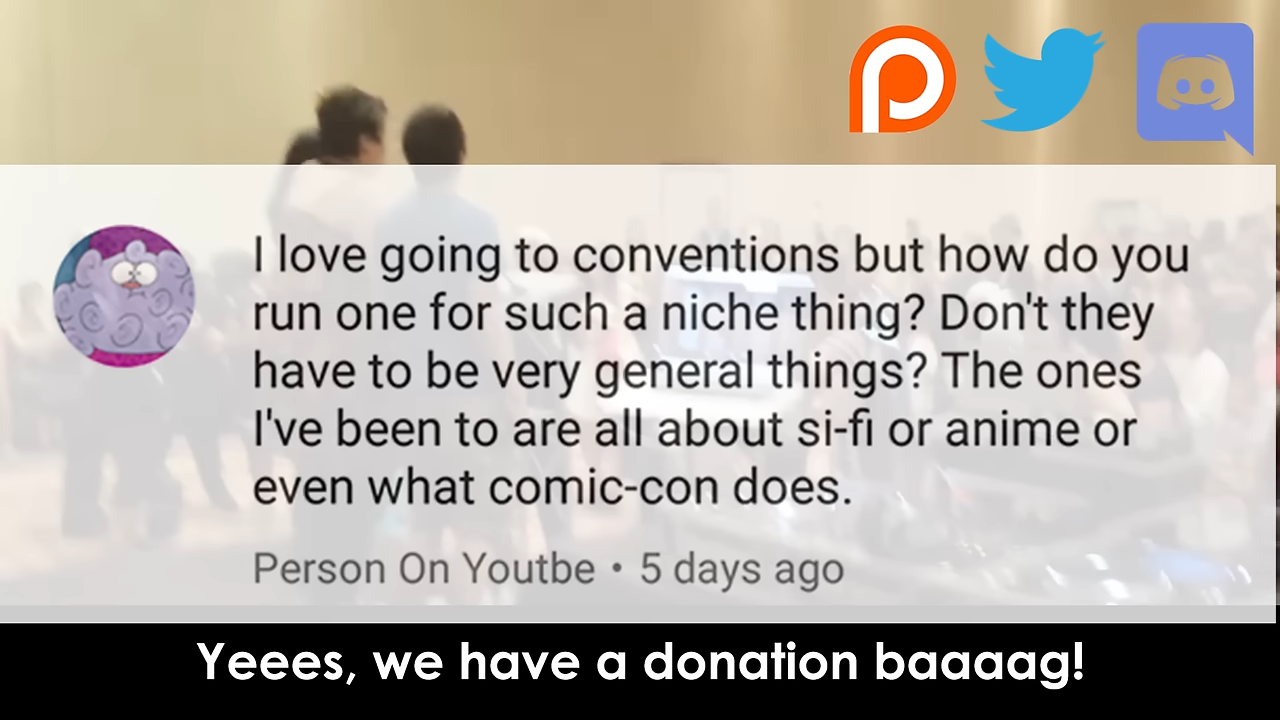 I love going to conventions but how do you
run one for such a niche thing? Don't they
have to be very general things? The ones
I've been to are all about si-fi or anime or
even what comic-con does.
Person On Youtbe • 5 days ago
Yeees, we have a donation baaaag!